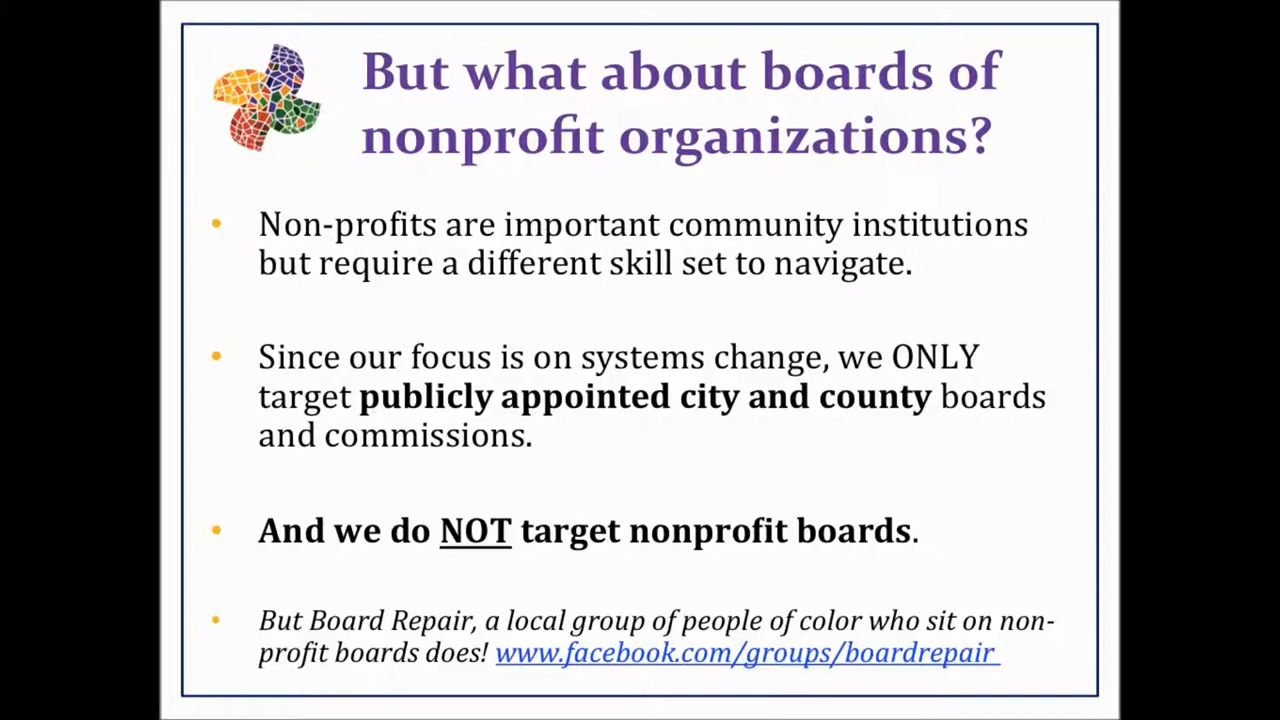 But what about boards of
nonprofit organizations?
• Non-profits are important community institutions
but require a different skill set to navigate.
• Since our focus is on systems change, we ONLY
target publicly appointed city and county boards
and commissions.
• And we do NOT target nonprofit boards.
• But Board Repair, a local group of people of color who sit on non-
profit boards does! www.facebook.com/groups/boardrepair